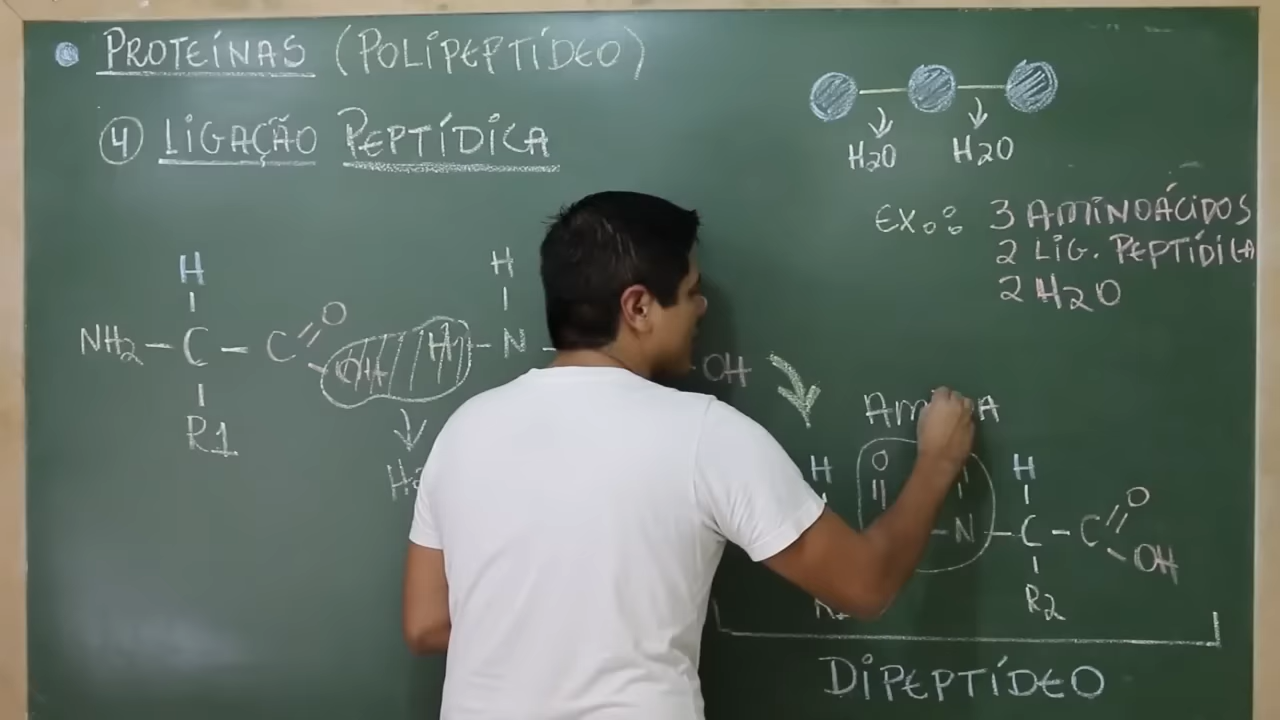 PROTEÍNAS (POLIPEPTÍDEO)
4 LIGAÇÃO PEPTÍDICA
H2O H2O
EX.: 3 AMINOÁCIDOS
2 LIG. PEPTÍDICA
2 H2O
H
NH2 - C - C O
OH H - N -
H
R1
OH
H O
H
- N - C - C O
OH
R2
DIPEPTÍDEO